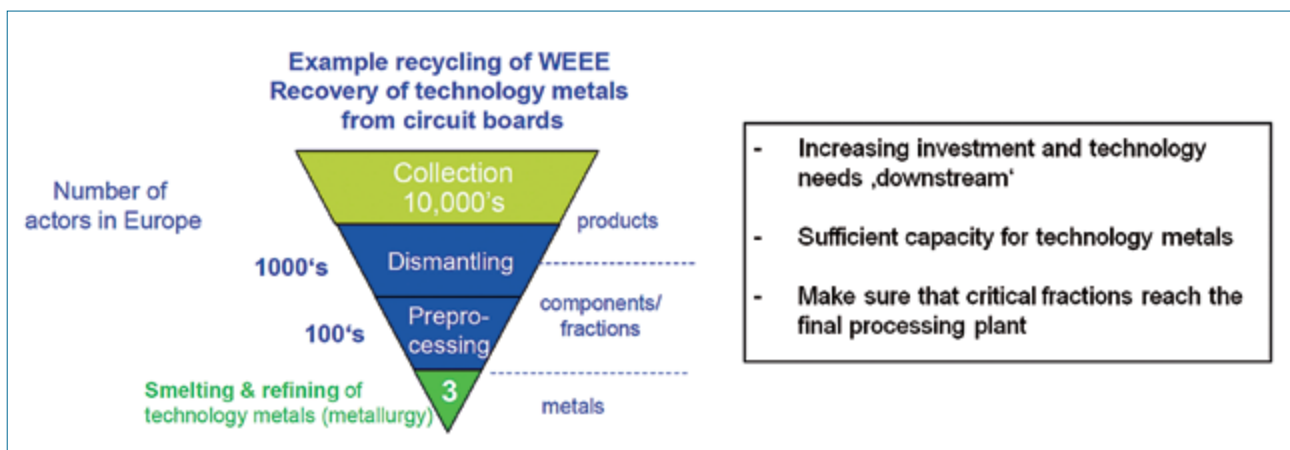 Example recycling of WEEE
Recovery of technology metals
from circuit boards
Number of
actors in Europe
Collection
10,000's
products
1000‘s
Dismantling
components/
fractions
100‘s
Prepro-
cessing
Smelting & refining of
technology metals (metallurgy)
3
metals
- Increasing investment and technology
needs ‚downstream‘
- Sufficient capacity for technology metals
- Make sure that critical fractions reach the
final processing plant